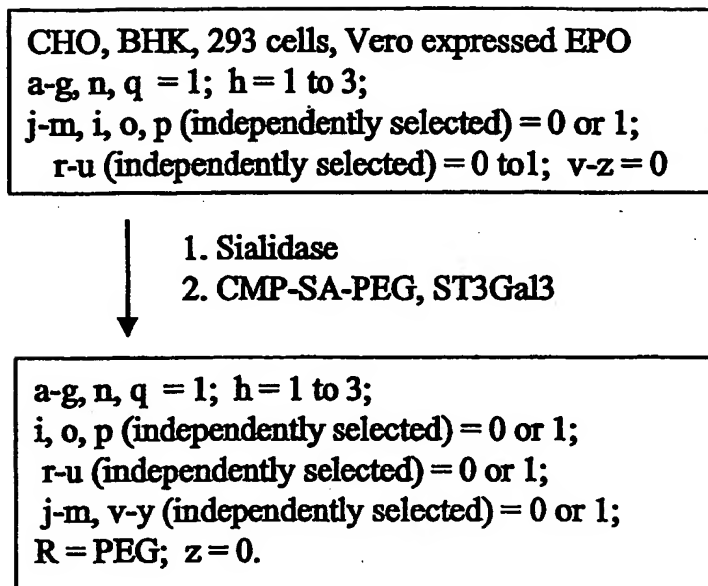 CHO, BHK, 293 cells, Vero expressed EPO
a-g, n, q = 1; h = 1 to 3;
j-m, i, o, p (independently selected) = 0 or 1;
r-u (independently selected) = 0 to1; v-z = 0
1. Sialidase
2. CMP-SA-PEG, ST3Gal3
a-g, n, q = 1; h = 1 to 3;
i, o, p (independently selected) = 0 or 1;
r-u (independently selected) = 0 or 1;
j-m, v-y (independently selected) = 0 or 1;
R = PEG; z = 0.